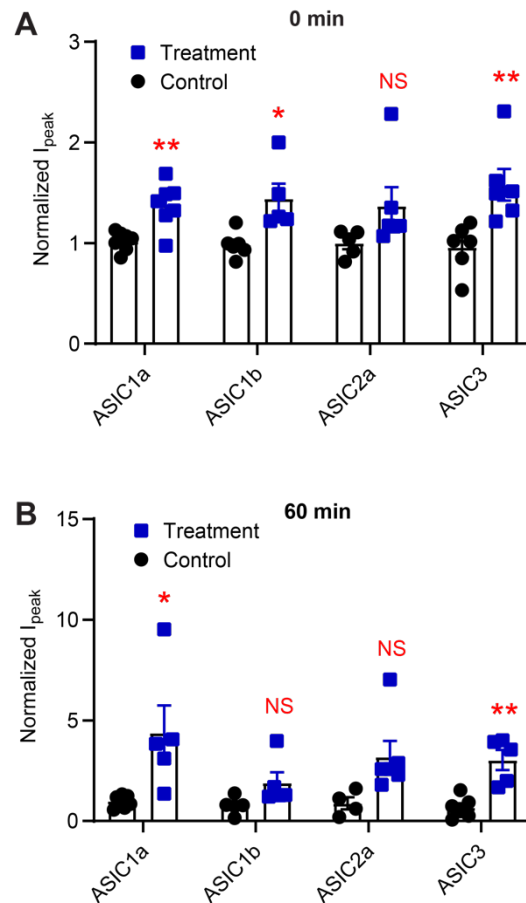 A
0 min
3
Treatment
Control
NS
**
*
**
2
Normalized Ipeak
1
0
ASIC1a
ASIC1b
ASIC2a
ASIC3
B
60 min
15
Treatment
Control
*
10
NS
NS
**
Normalized Ipeak
5
0
ASIC1a
ASIC1b
ASIC2a
ASIC3